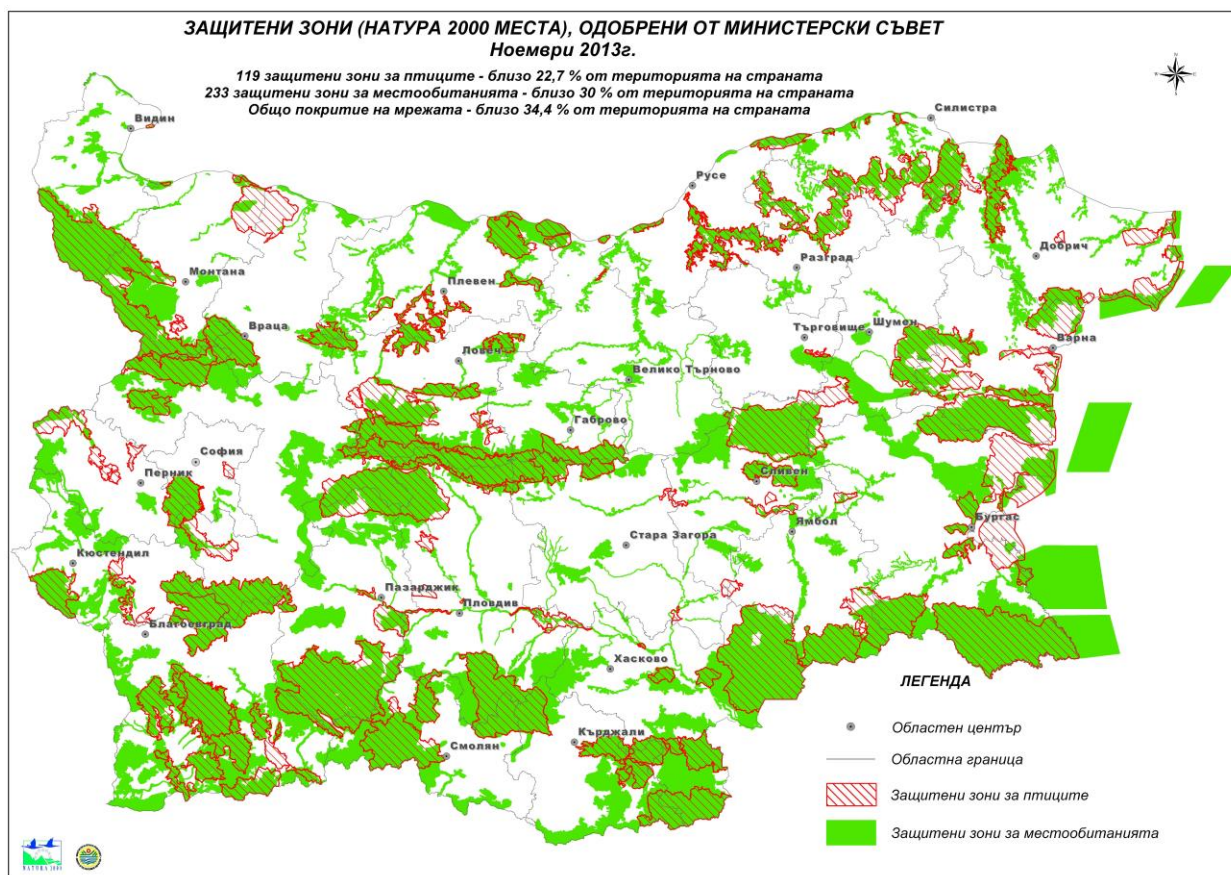 ЗАЩИТЕНИ ЗОНИ (НАТУРА 2000 МЕСТА), ОДОБРЕНИ ОТ МИНИСТЕРСКИ СЪВЕТ
Ноември 2013г.
119 защитени зони за птиците - близо 22,7 % от територията на страната
233 защитени зони за местообитанията - близо 30 % от територията на страната
Общо покритие на мрежата - близо 34,4 % от територията на страната
Силистра
Видин
Русе
Добрич
Разград
Монтана
Плевен
Шумен
Търговище
Враца
Варна
Ловеч
Велико Търново
Габрово
София
Перник
Сливен
Бургас
Ямбол
Стара Загора
Кюстендил
Пазарджик
Пловдив
Благоевград
Хасково
Кърджали
Смолян
ЛЕГЕНДА
Областен център
Областна граница
Защитени зони за птиците
Защитени зони за местообитанията
NATURA 2000